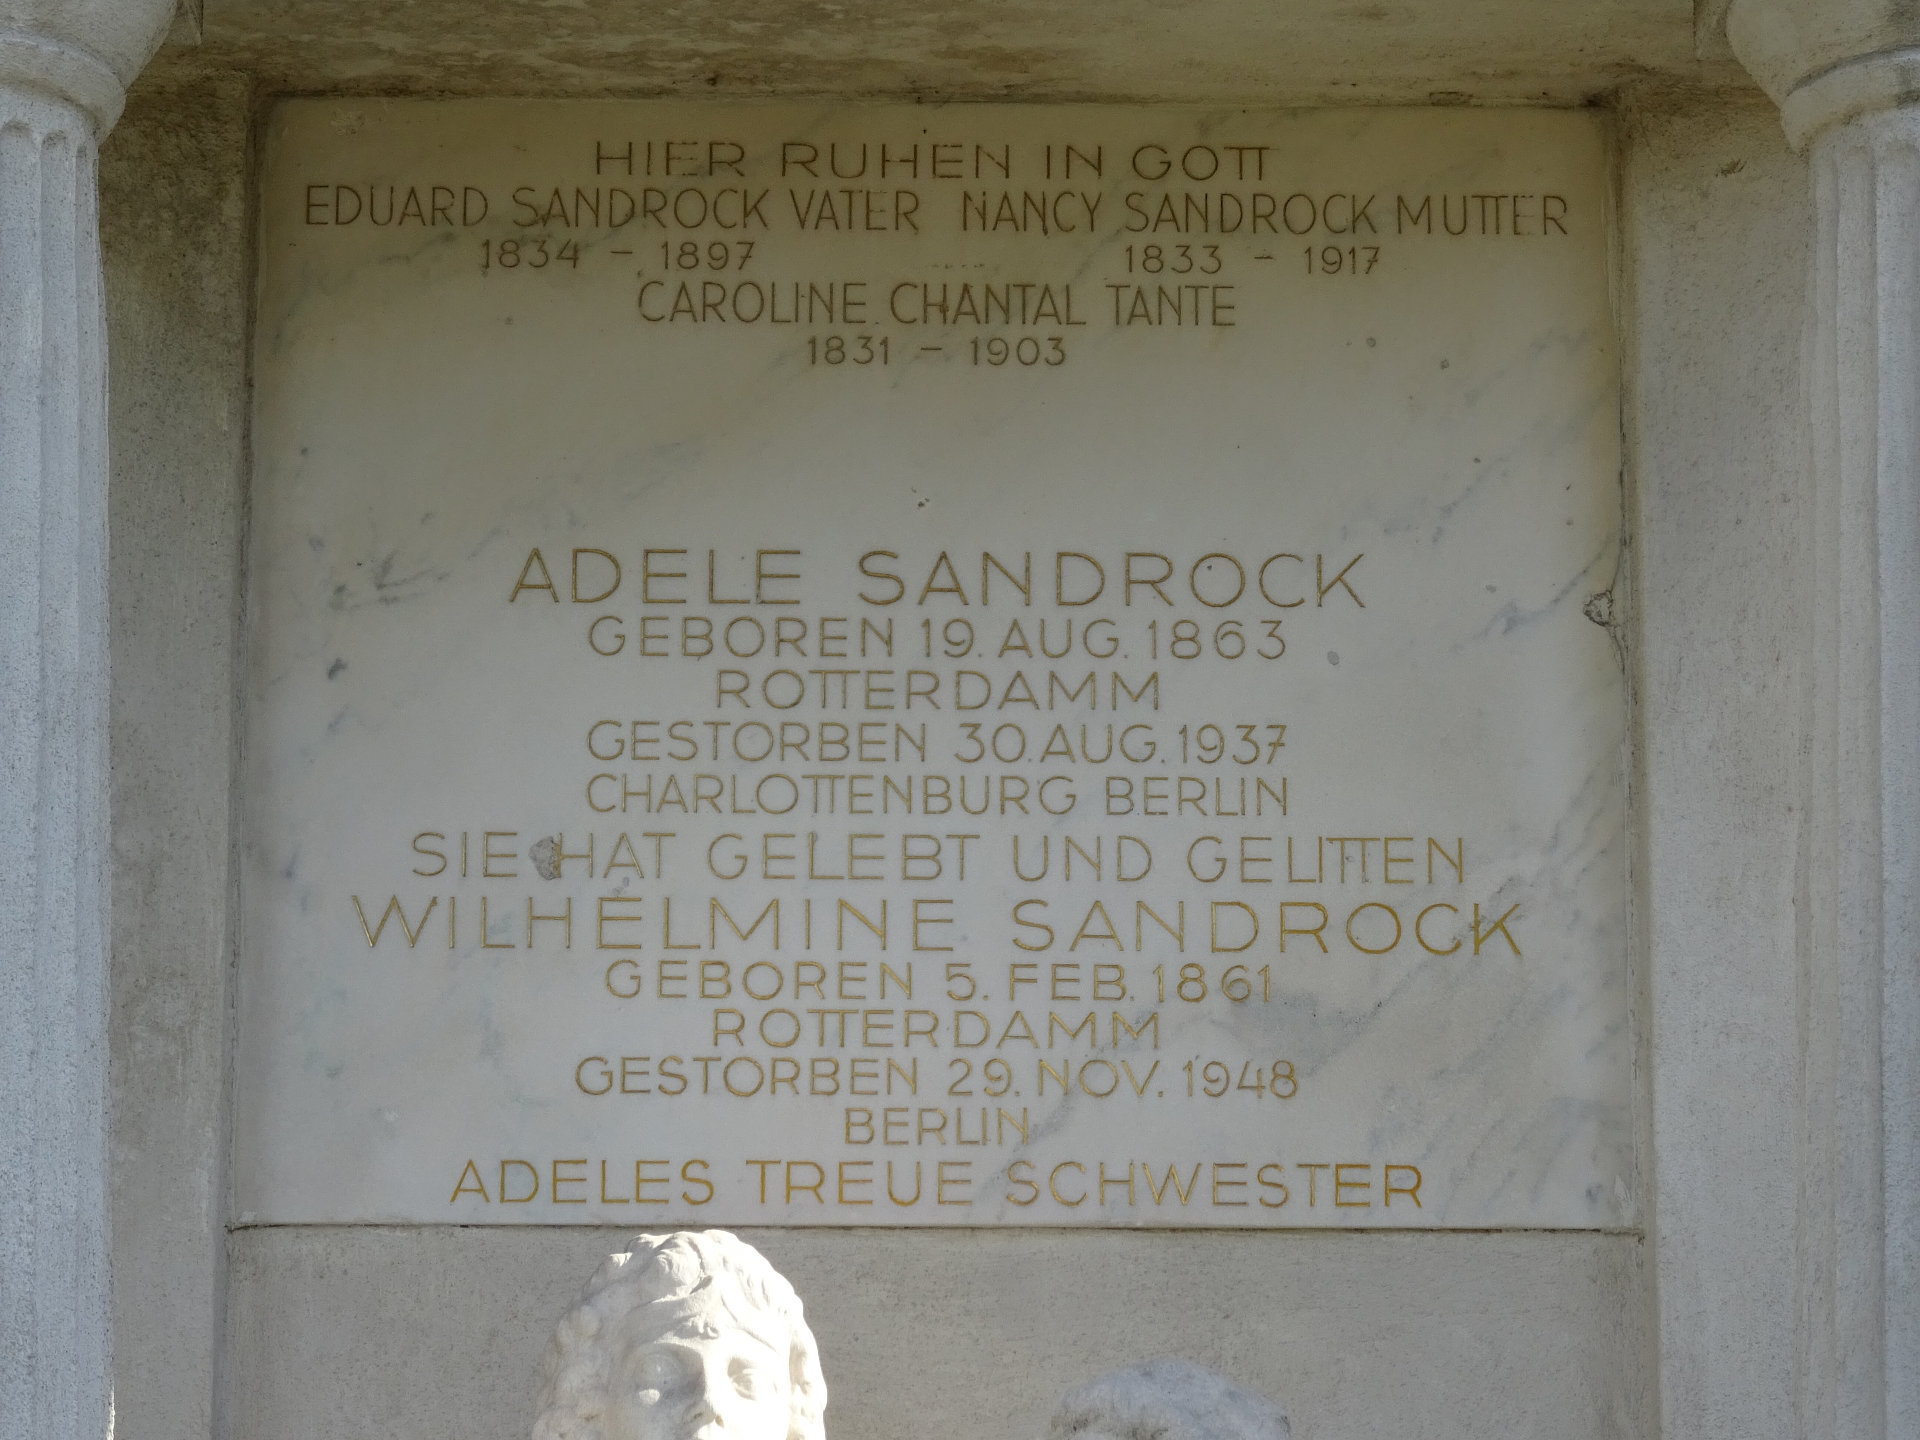 HIER RUHEN IN GOTT
EDUARD SANDROCK VATER NANCY SANDROCK MUTTER
1834 – 1897 1833 – 1917
CAROLINE CHANTAL TANTE
1831 – 1903
ADELE SANDROCK
GEBOREN 19. AUG. 1863
ROTTERDAMM
GESTORBEN 30. AUG. 1937
CHARLOTTENBURG BERLIN
SIE HAT GELEBT UND GELITTEN
WILHELMINE SANDROCK
GEBOREN 5. FEB. 1861
ROTTERDAMM
GESTORBEN 29. NOV. 1948
BERLIN
ADELES TREUE SCHWESTER